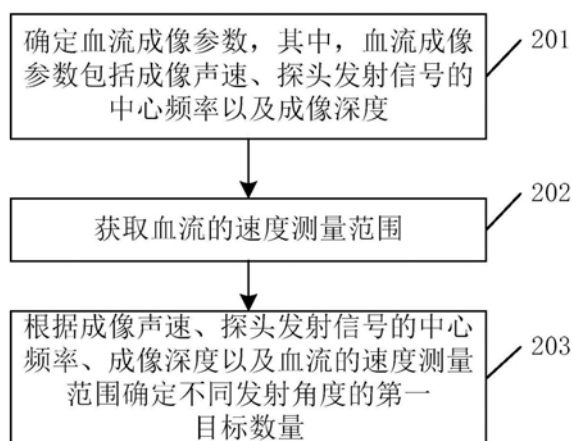 确定血流成像参数，其中，血流成像
参数包括成像声速、探头发射信号的
中心频率以及成像深度
201
获取血流的速度测量范围
202
根据成像声速、探头发射信号的中心
频率、成像深度以及血流的速度测量
范围确定不同发射角度的第一
目标数量
203